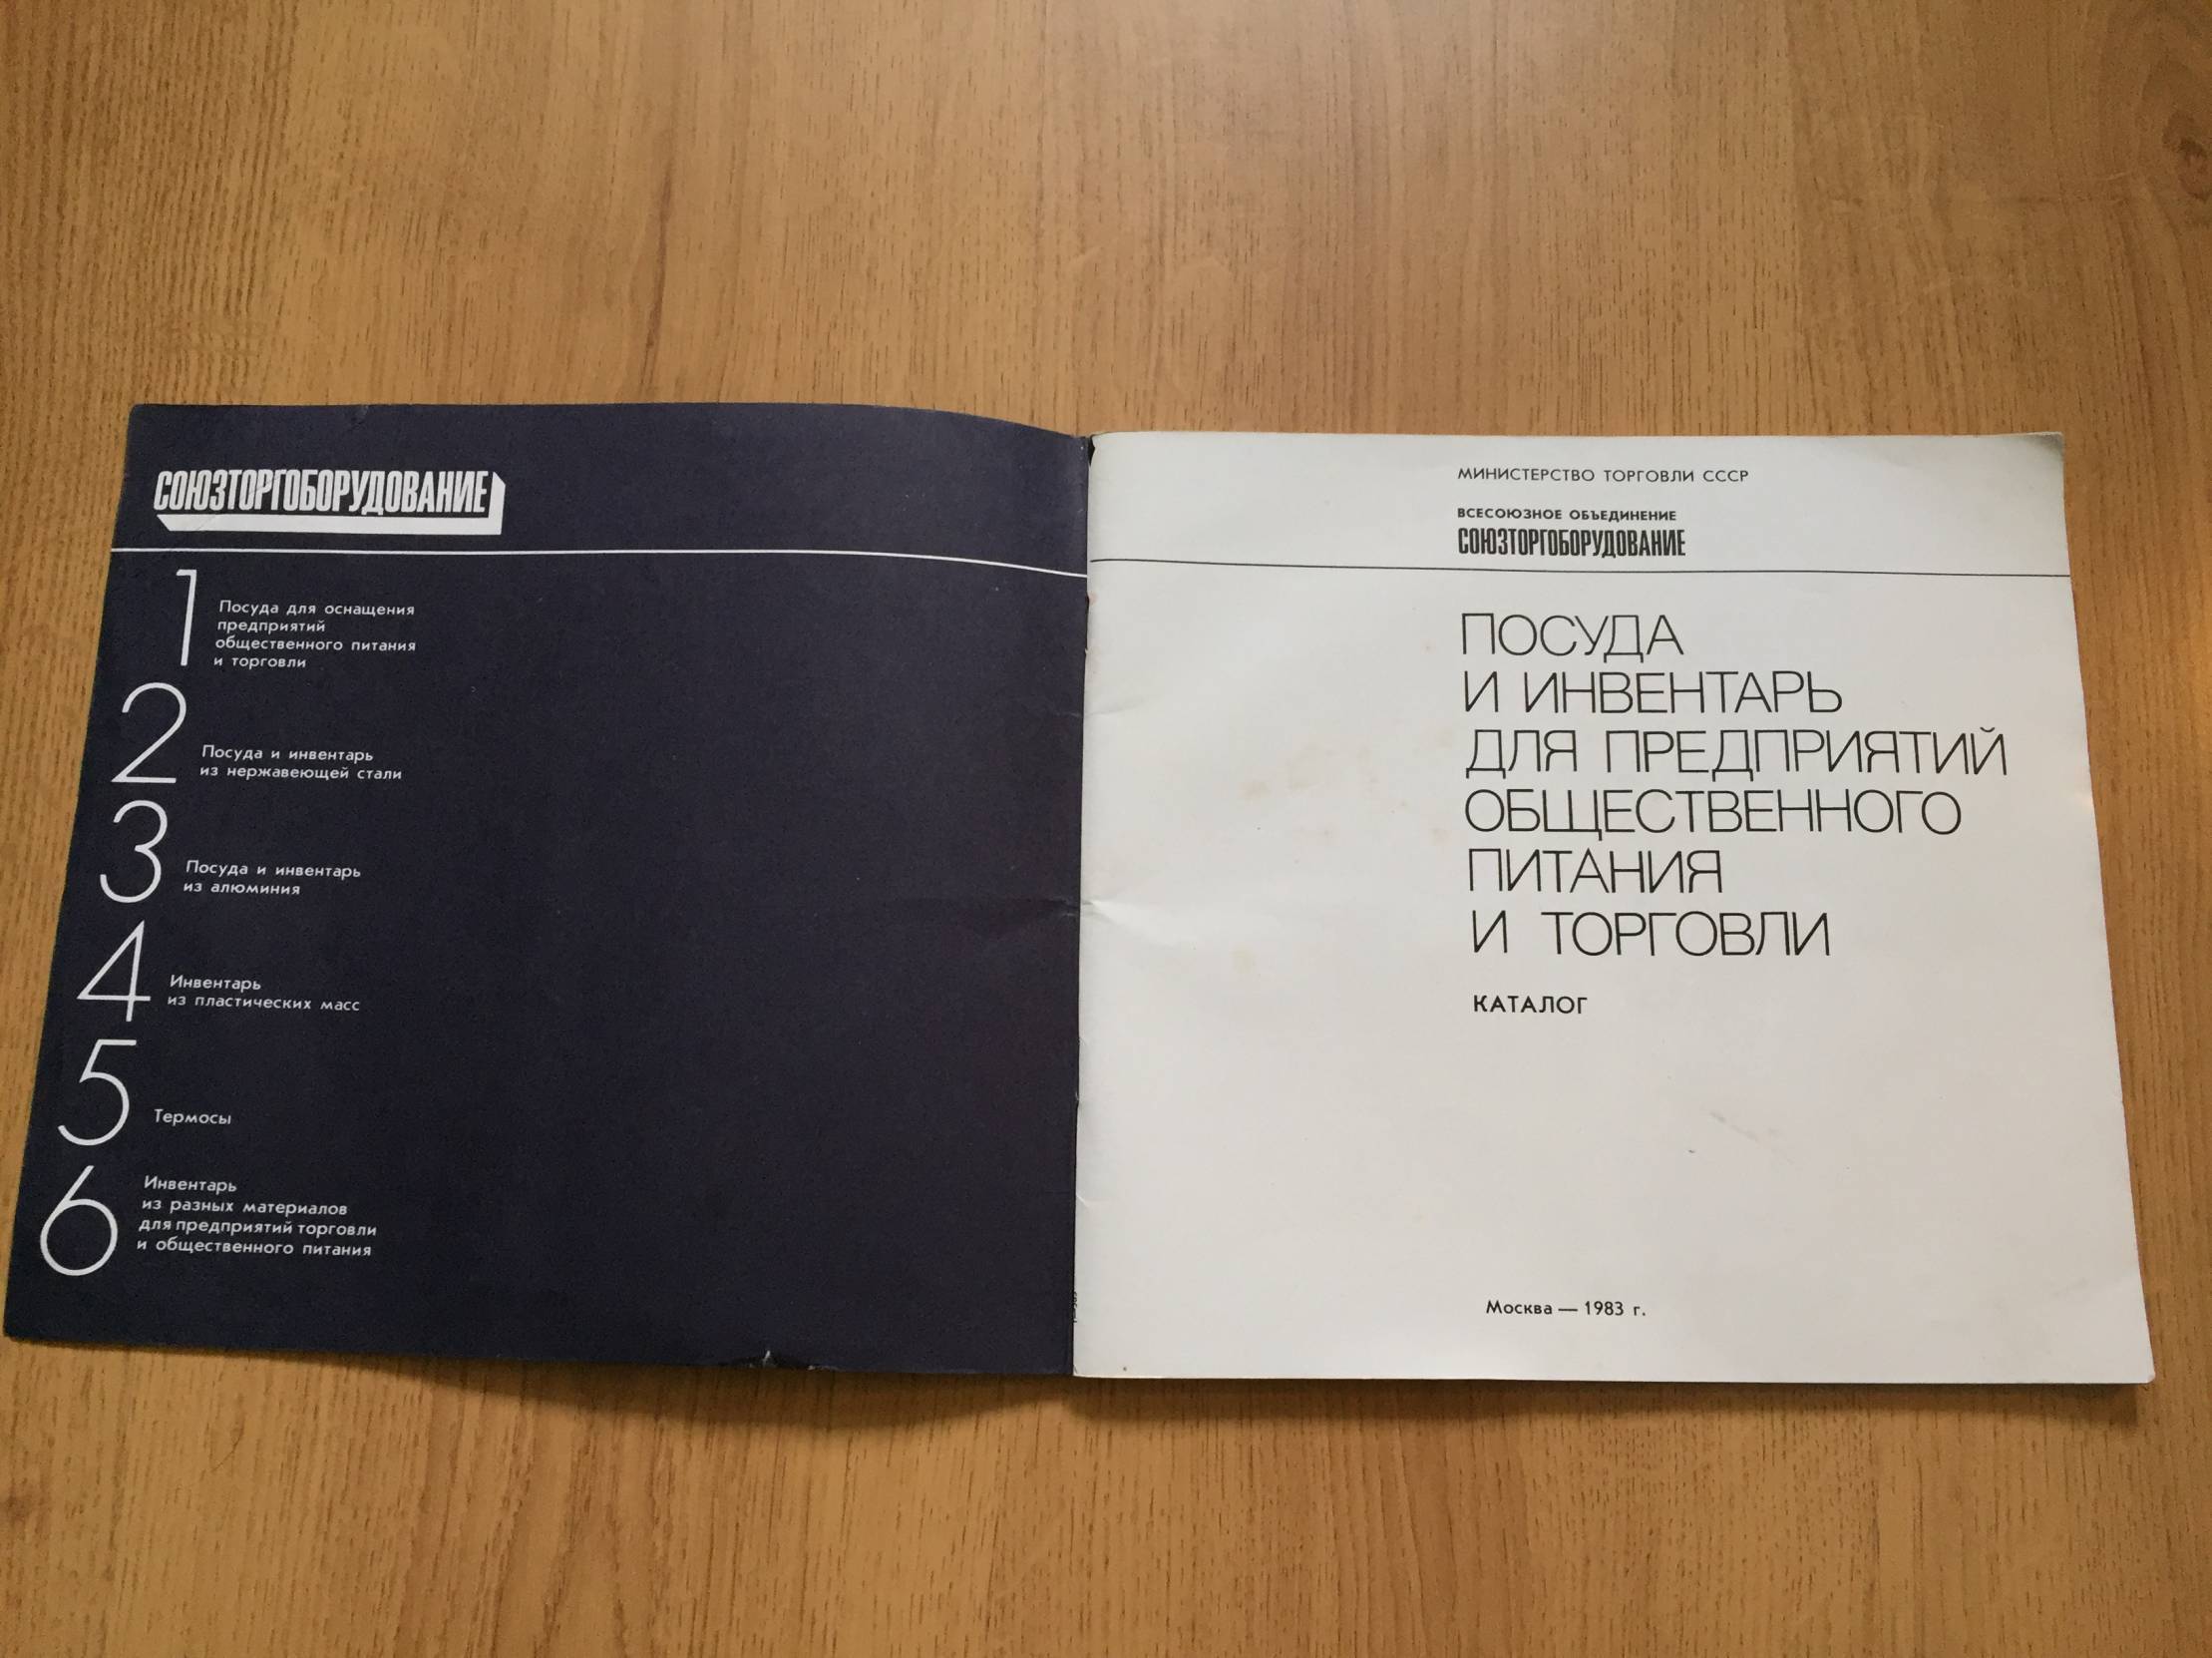 СОЮЗТОРГОБОРУДОВАНИЕ
1
Посуда для оснащения
предприятий
общественного питания
и торговли
2
Посуда и инвентарь
из нержавеющей стали
3
Посуда и инвентарь
из алюминия
4
Инвентарь
из пластических масс
5
Термосы
6
Инвентарь
из разных материалов
для предприятий торговли
и общественного питания
МИНИСТЕРСТВО ТОРГОВЛИ СССР
ВСЕСОЮЗНОЕ ОБЪЕДИНЕНИЕ
СОЮЗТОРГОБОРУДОВАНИЕ
ПОСУДА
И ИНВЕНТАРЬ
ДЛЯ ПРЕДПРИЯТИЙ
ОБЩЕСТВЕННОГО
ПИТАНИЯ
И ТОРГОВЛИ
КАТАЛОГ
Москва — 1983 г.